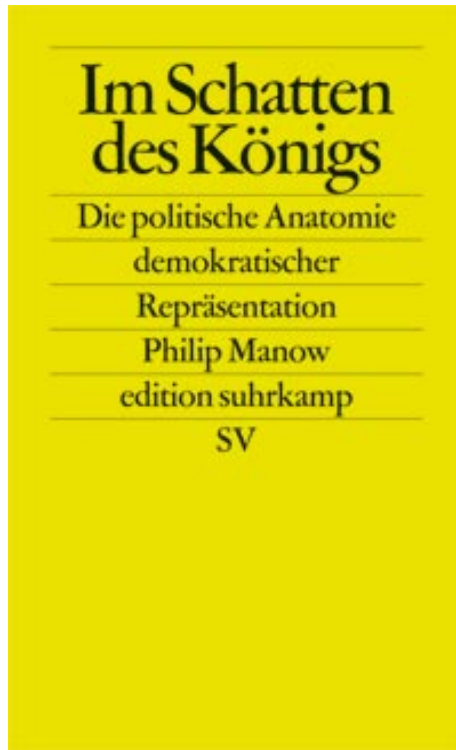 Im Schatten
des Königs
Die politische Anatomie
demokratischer
Repräsentation
Philip Manow
edition suhrkamp
SV